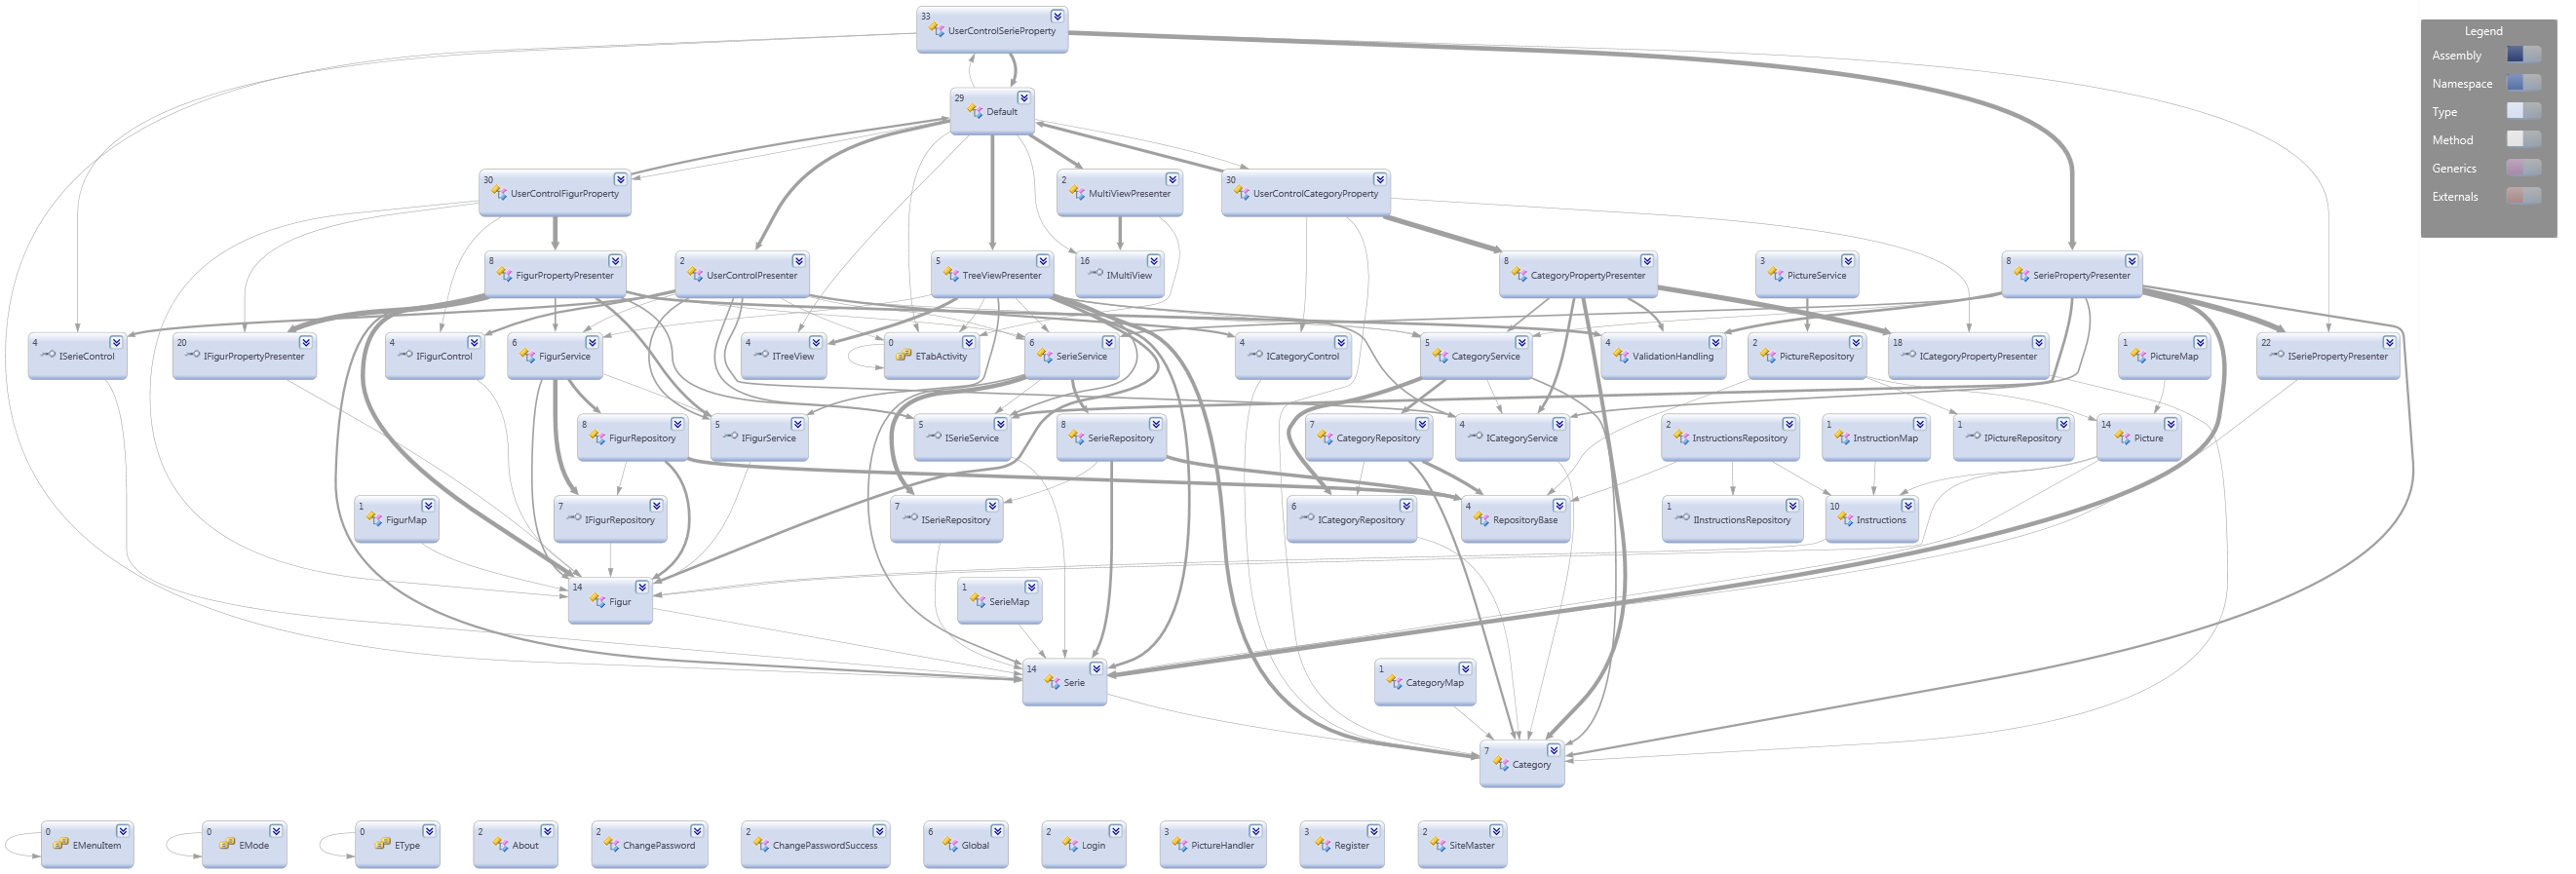 33
UserControlSerieProperty
Legend
Assembly
Namespace
Type
Method
Generics
Externals
29
Default
30
UserControlFigurProperty
2
MultiViewPresenter
30
UserControlCategoryProperty
8
FigurPropertyPresenter
2
UserControlPresenter
5
TreeViewPresenter
16
IMultiView
8
CategoryPropertyPresenter
3
PictureService
8
SeriePropertyPresenter
4
ISerieControl
20
IFigurPropertyPresenter
4
IFigurControl
6
FigurService
4
ITreeView
0
ETabActivity
6
SerieService
4
ICategoryControl
5
CategoryService
4
ValidationHandling
2
PictureRepository
18
ICategoryPropertyPresenter
1
PictureMap
22
ISeriePropertyPresenter
8
FigurRepository
5
IFigurService
5
ISerieService
8
SerieRepository
7
CategoryRepository
4
ICategoryService
2
InstructionsRepository
1
InstructionMap
1
IPictureRepository
14
Picture
1
FigurMap
7
IFigurRepository
7
ISerieRepository
6
ICategoryRepository
4
RepositoryBase
1
IInstructionsRepository
10
Instructions
14
Figur
1
SerieMap
14
Serie
1
CategoryMap
7
Category
0
EMenuItem
0
EMode
0
EType
2
About
2
ChangePassword
2
ChangePasswordSuccess
6
Global
2
Login
3
PictureHandler
3
Register
2
SiteMaster